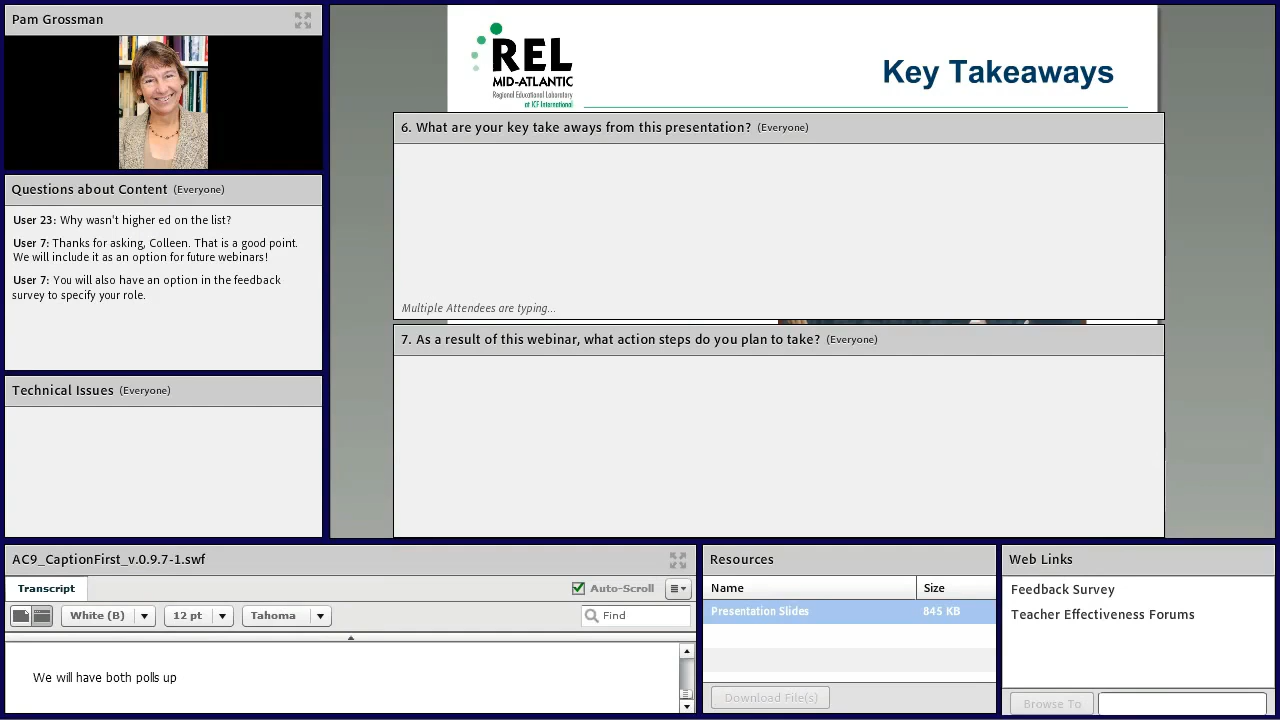 Pam Grossman
Questions about Content (Everyone)
User 23: Why wasn't higher ed on the list?
User 7: Thanks for asking, Colleen. That is a good point.
We will include it as an option for future webinars!
User 7: You will also have an option in the feedback
survey to specify your role.
Technical Issues (Everyone)
REL
MID-ATLANTIC
Regional Educational Laboratory
at ICF International
Key Takeaways
6. What are your key take aways from this presentation? (Everyone)
Multiple Attendees are typing...
7. As a result of this webinar, what action steps do you plan to take? (Everyone)
AC9_CaptionFirst_v.0.9.7-1.swf
Transcript
Auto-Scroll
White (B)
12 pt
Tahoma
Find
We will have both polls up
Resources
Name Size
Presentation Slides 845 KB
Download File(s)
Web Links
Feedback Survey
Teacher Effectiveness Forums
Browse To